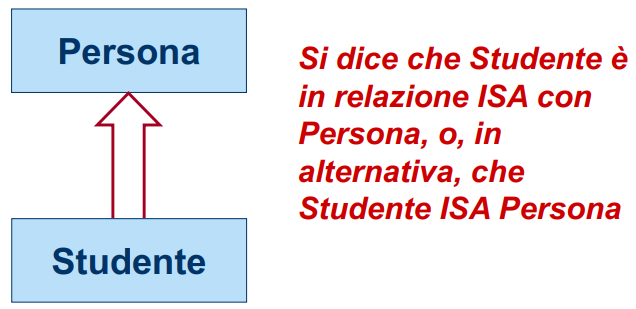 Persona
Si dice che Studente è
in relazione ISA con
Persona, o, in
alternativa, che
Studente ISA Persona
Studente